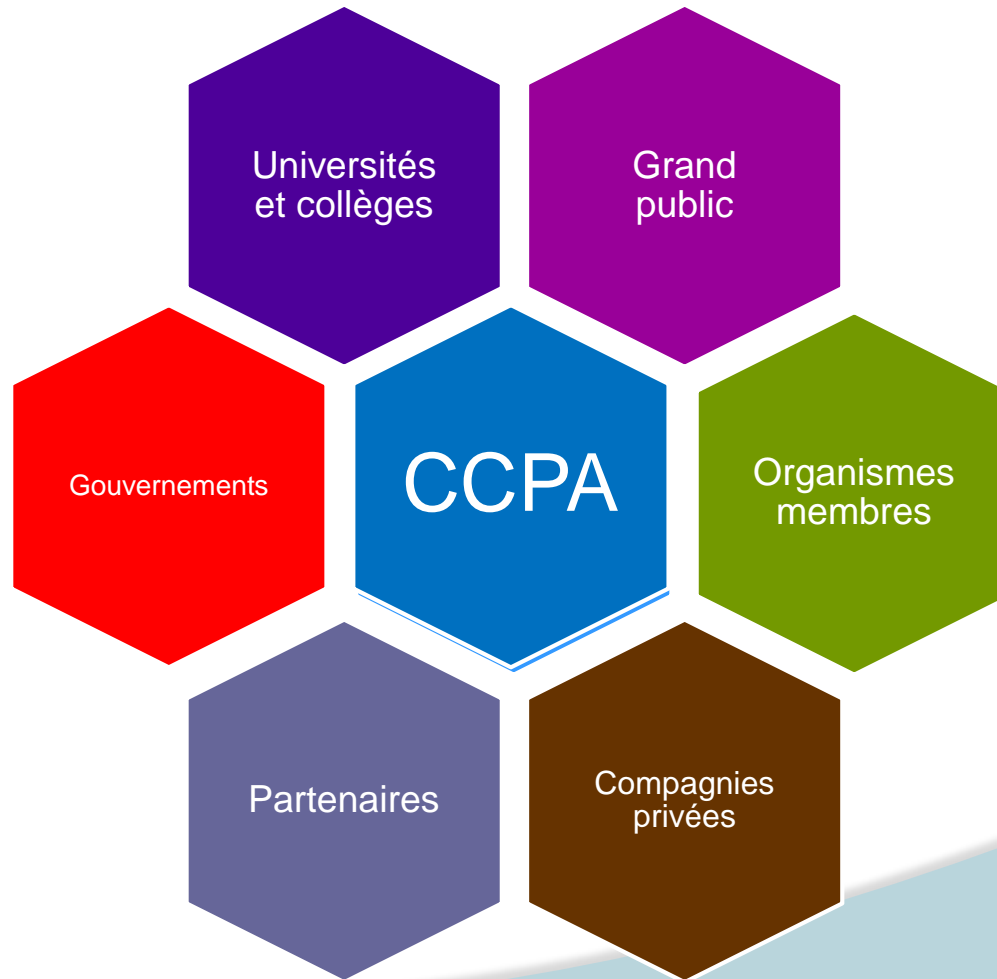 Universités
et collèges
Grand
public
Gouvernements
CCPA
Organismes
membres
Partenaires
Compagnies
privées